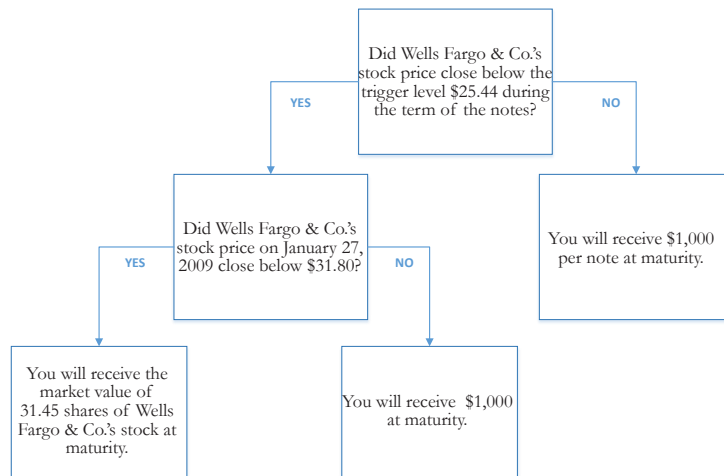 Did Wells Fargo & Co.'s
stock price close below the
trigger level $25.44 during
the term of the notes?
YES
NO
Did Wells Fargo & Co.'s
stock price on January 27,
2009 close below $31.80?
You will receive $1,000
per note at maturity.
YES
NO
You will receive the
market value of
31.45 shares of Wells
Fargo & Co.'s stock at
maturity.
You will receive $1,000
at maturity.